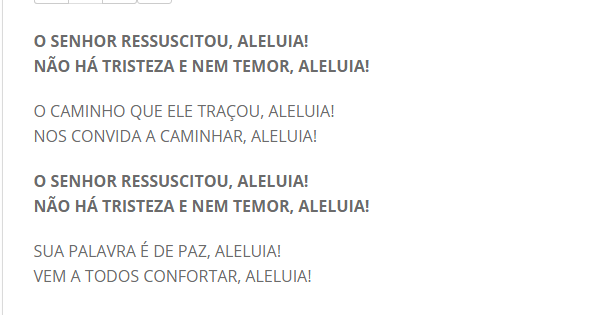 O SENHOR RESSUSCITOU, ALELUIA!
NÃO HÁ TRISTEZA E NEM TEMOR, ALELUIA!
O CAMINHO QUE ELE TRAÇOU, ALELUIA!
NOS CONVIDA A CAMINHAR, ALELUIA!
O SENHOR RESSUSCITOU, ALELUIA!
NÃO HÁ TRISTEZA E NEM TEMOR, ALELUIA!
SUA PALAVRA É DE PAZ, ALELUIA!
VEM A TODOS CONFORTAR, ALELUIA!